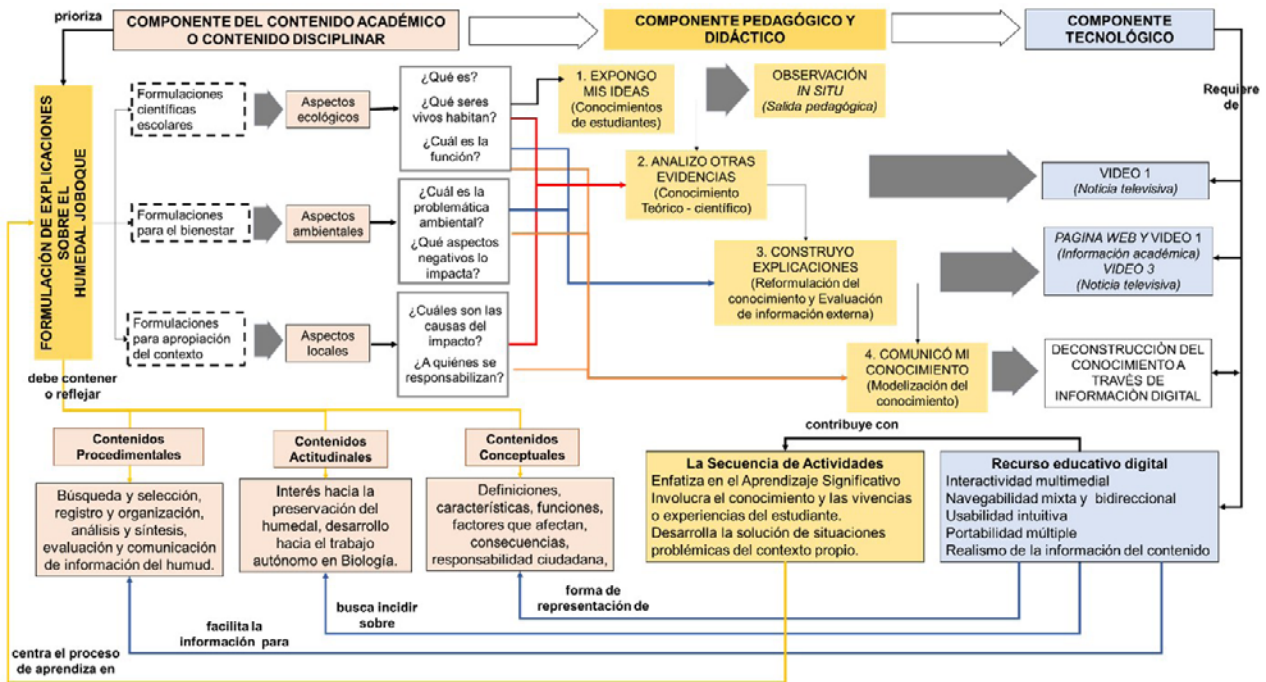 prioriza
COMPONENTE DEL CONTENIDO ACADÉMICO
O CONTENIDO DISCIPLINAR
COMPONENTE PEDAGÓGICO Y
DIDÁCTICO
COMPONENTE
TECNOLÓGICO
Requiere
de
FORMULACIÓN DE EXPLICACIONES
SOBRE EL
HUMEDAL JOBOQUE
Formulaciones
científicas
escolares
Aspectos
ecológicos
¿Qué es?
¿Qué seres
vivos habitan?
¿Cuál es la
función?
Formulaciones
para el bienestar
Aspectos
ambientales
¿Cuál es la
problemática
ambiental?
¿Qué aspectos
negativos lo
impacta?
Formulaciones
para apropiación
del contexto
Aspectos
locales
¿Cuáles son las
causas del
impacto?
¿A quiénes se
responsabilizan?
1. EXPONGO
MIS IDEAS
(Conocimientos
de estudiantes)
OBSERVACIÓN
IN SITU
(Salida pedagógica)
2. ANALIZO OTRAS
EVIDENCIAS
(Conocimiento
Teórico - científico)
VIDEO 1
(Noticia televisiva)
3. CONSTRUYO
EXPLICACIONES
(Reformulación del
conocimiento y Evaluación
de información externa)
PAGINA WEB Y VIDEO 1
(Información académica)
VIDEO 3
(Noticia televisiva)
4. COMUNICÓ MI
CONOCIMIENTO
(Modelización del
conocimiento)
DECONSTRUCCIÓN DEL
CONOCIMIENTO A
TRAVÉS DE
INFORMACIÓN DIGITAL
debe contener
o reflejar
Contenidos
Procedimentales
Búsqueda y selección,
registro y organización,
análisis y síntesis,
evaluación y comunicación
de información del humud.
Contenidos
Actitudinales
Interés hacia la
preservación del
humedal, desarrollo
hacia el trabajo
autónomo en Biología.
Contenidos
Conceptuales
Definiciones,
características, funciones,
factores que afectan,
consecuencias,
responsabilidad ciudadana,
contribuye con
La Secuencia de Actividades
Enfatiza en el Aprendizaje Significativo
Involucra el conocimiento y las vivencias
o experiencias del estudiante.
Desarrolla la solución de situaciones
problémicas del contexto propio.
Recurso educativo digital
Interactividad multimedial
Navegabilidad mixta y bidireccional
Usabilidad intuitiva
Portabilidad múltiple
Realismo de la información del contenido
forma de
representación de
busca incidir
sobre
facilita la
información para
centra el proceso
de aprendiza en